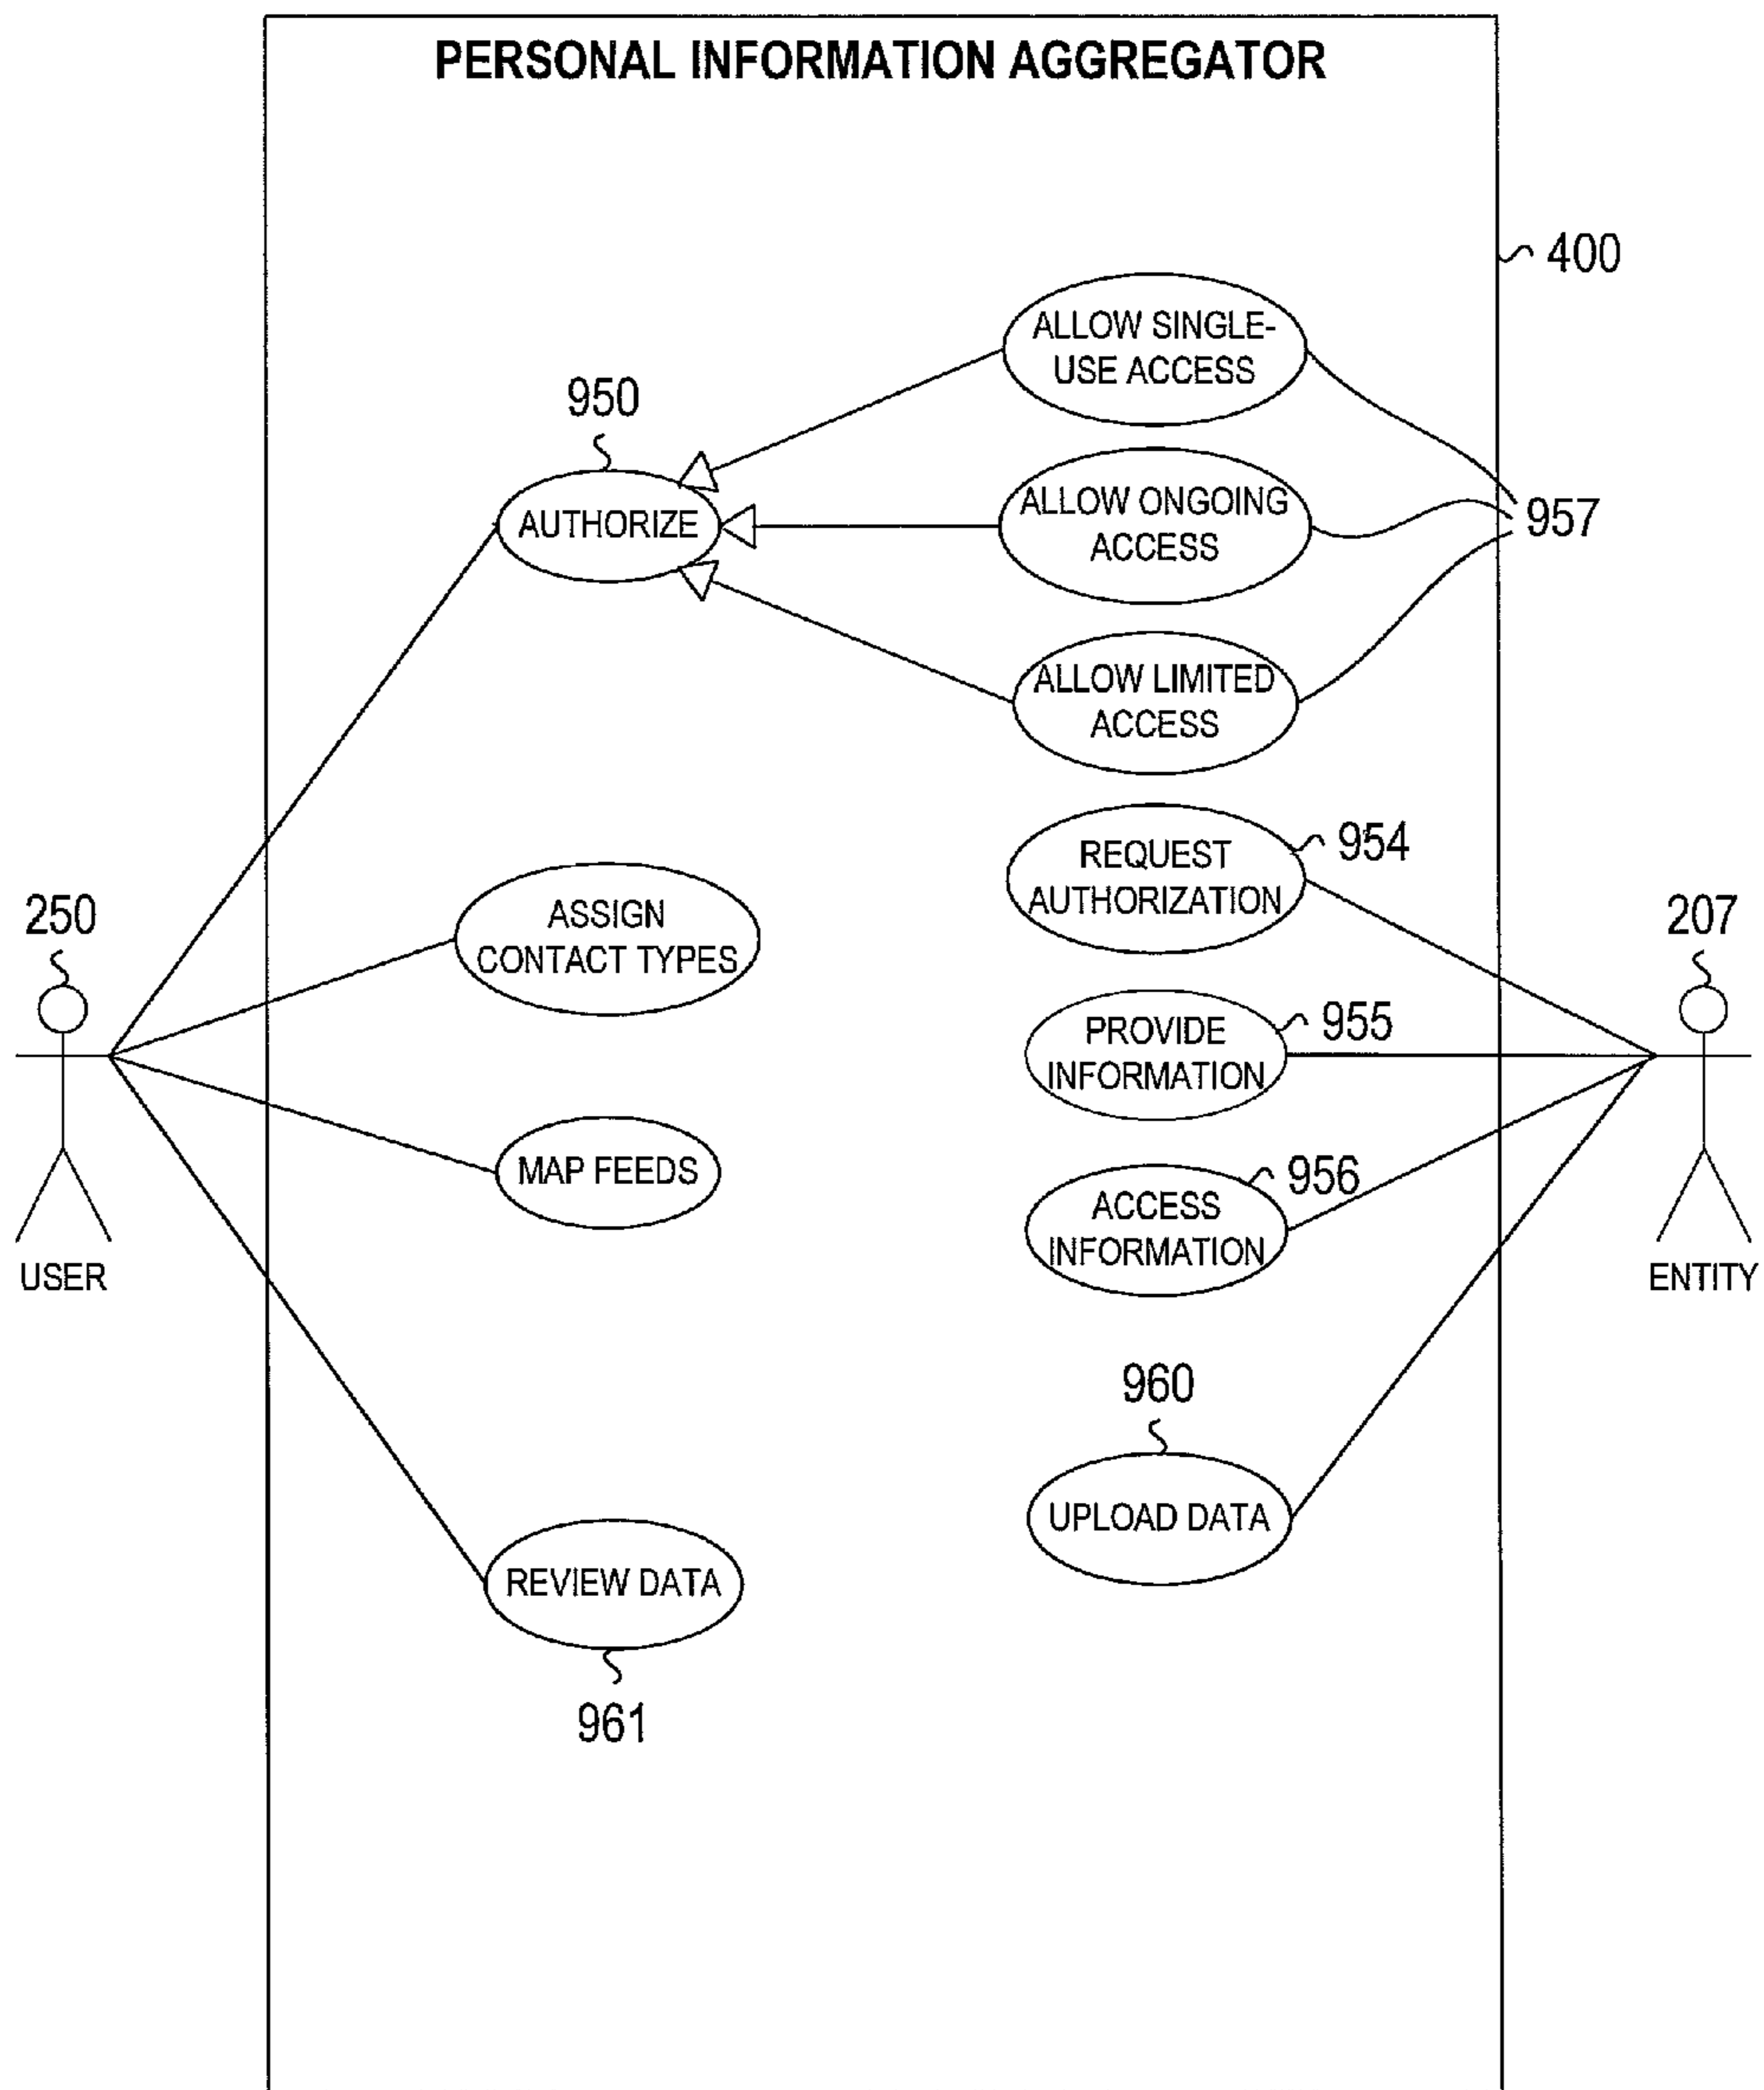 PERSONAL INFORMATION AGGREGATOR
400
ALLOW SINGLE-
USE ACCESS
950
AUTHORIZE
ALLOW ONGOING
ACCESS
957
ALLOW LIMITED
ACCESS
REQUEST
AUTHORIZATION
954
250
ASSIGN
CONTACT TYPES
207
PROVIDE
INFORMATION
955
MAP FEEDS
ACCESS
INFORMATION
956
USER
ENTITY
960
UPLOAD DATA
REVIEW DATA
961